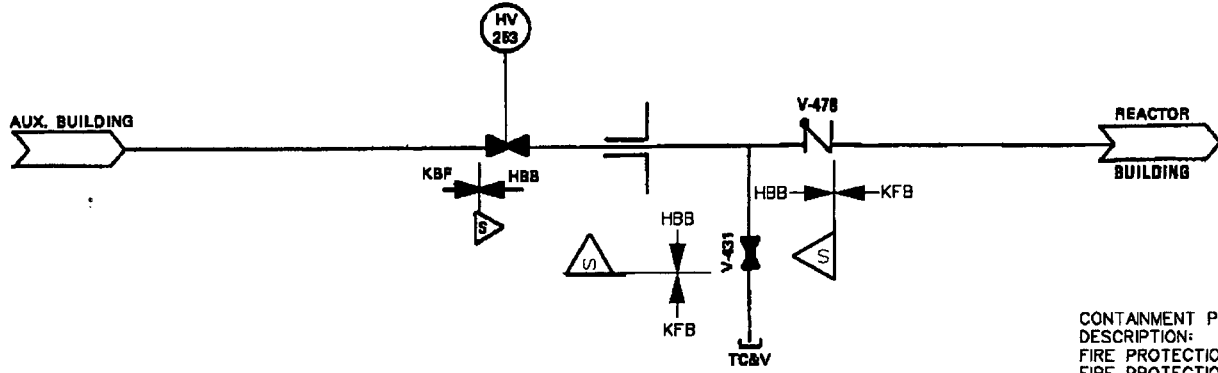 HV
253
AUX. BUILDING
V-478
REACTOR
BUILDING
KBF
HBB
S
HBB
KFB
S
HBB
KFB
S
V-431
TC&V
CONTAINMENT P
DESCRIPTION:
FIRE PROTECTIO
FIRE PROTECTIO